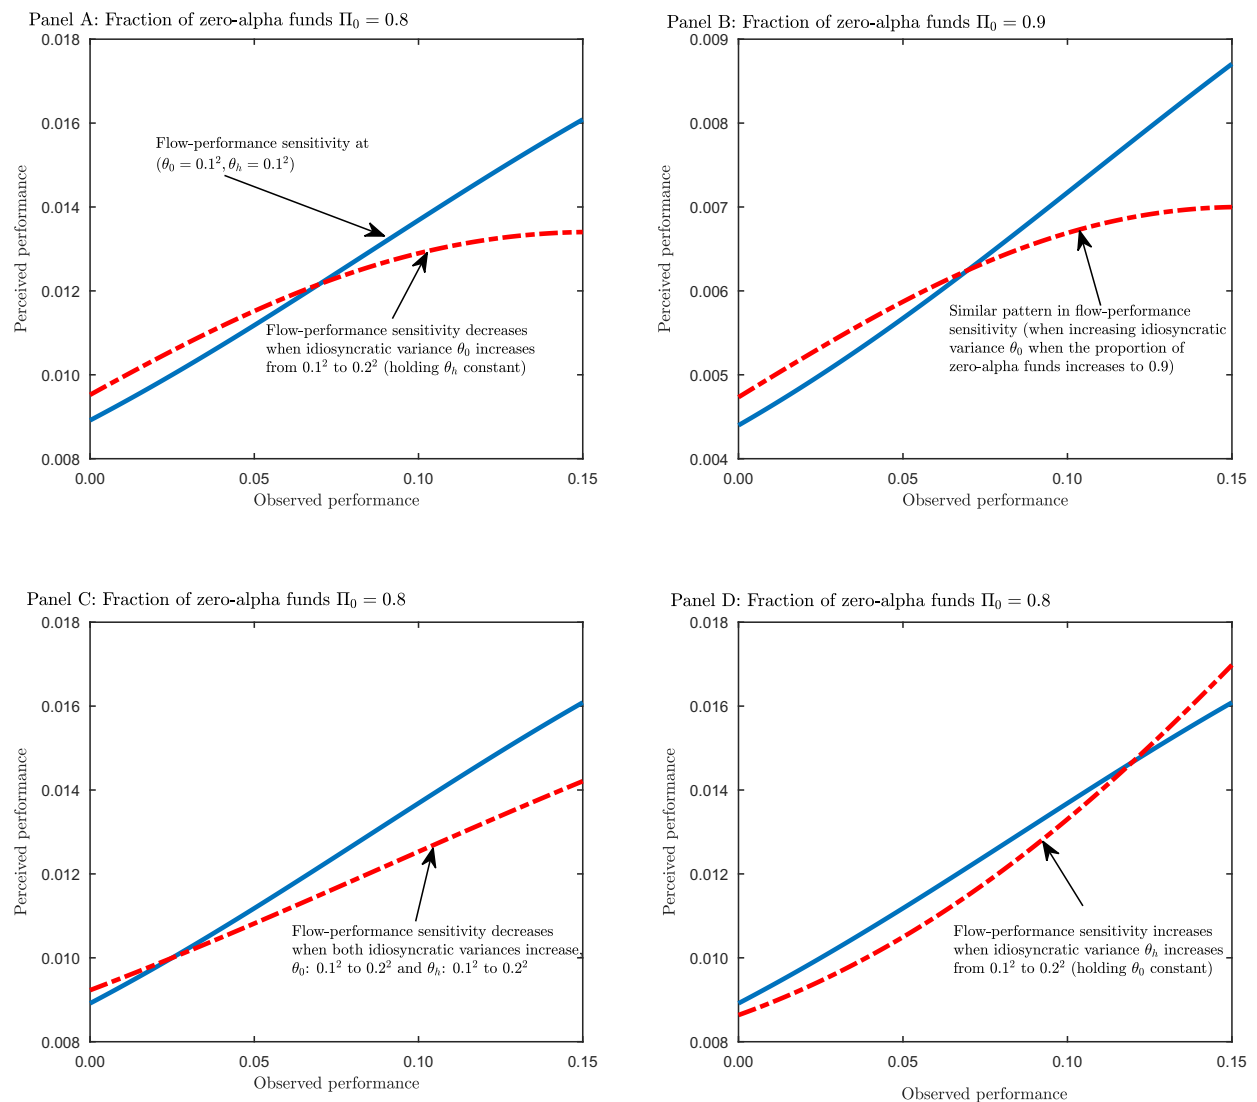 Panel A: Fraction of zero-alpha funds Π₀ = 0.8
0.018
0.016
0.014
0.012
0.010
0.008
Perceived performance
Flow-performance sensitivity at
(θ₀ = 0.1², θₕ = 0.1²)
Flow-performance sensitivity decreases
when idiosyncratic variance θ₀ increases
from 0.1² to 0.2² (holding θₕ constant)
0.00 0.05 0.10 0.15
Observed performance
Panel B: Fraction of zero-alpha funds Π₀ = 0.9
0.009
0.008
0.007
0.006
0.005
0.004
Perceived performance
Similar pattern in flow-performance
sensitivity (when increasing idiosyncratic
variance θ₀ when the proportion of
zero-alpha funds increases to 0.9)
0.00 0.05 0.10 0.15
Observed performance
Panel C: Fraction of zero-alpha funds Π₀ = 0.8
0.018
0.016
0.014
0.012
0.010
0.008
Perceived performance
Flow-performance sensitivity decreases
when both idiosyncratic variances increase,
θ₀: 0.1² to 0.2² and θₕ: 0.1² to 0.2²
0.00 0.05 0.10 0.15
Observed performance
Panel D: Fraction of zero-alpha funds Π₀ = 0.8
0.018
0.016
0.014
0.012
0.010
0.008
Perceived performance
Flow-performance sensitivity increases
when idiosyncratic variance θₕ increases
from 0.1² to 0.2² (holding θ₀ constant)
0.00 0.05 0.10 0.15
Observed performance